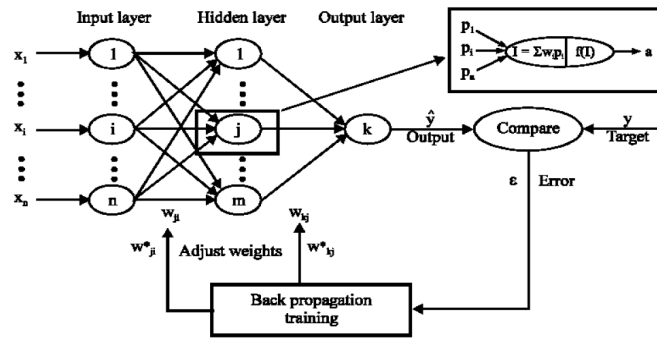 Input layer Hidden layer Output layer
p₁
pᵢ I = Σwᵢpᵢ f(I) a
pₙ
x₁ 1 1
xᵢ i j k ŷ Compare y
Output Target
xₙ n m ε Error
wⱼᵢ wₖⱼ
w*ⱼᵢ Adjust weights w*ₖⱼ
Back propagation
training